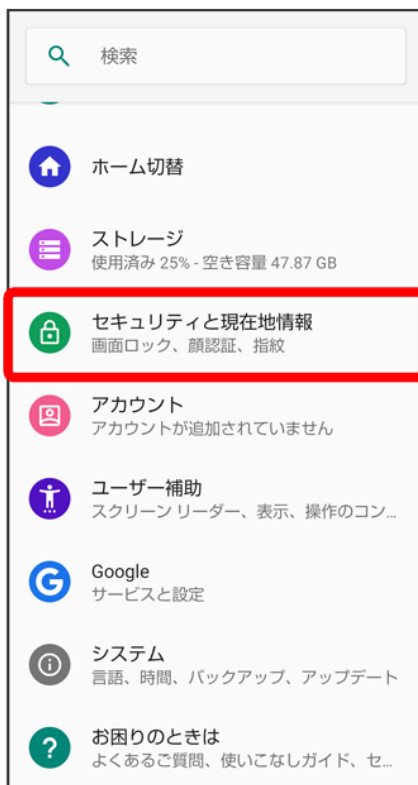 検索
ホーム切替
ストレージ
使用済み 25% - 空き容量 47.87 GB
セキュリティと現在地情報
画面ロック、顔認証、指紋
アカウント
アカウントが追加されていません
ユーザー補助
スクリーン リーダー、表示、操作のコン...
Google
サービスと設定
システム
言語、時間、バックアップ、アップデート
お困りのときは
よくあるご質問、使いこなしガイド、セ...